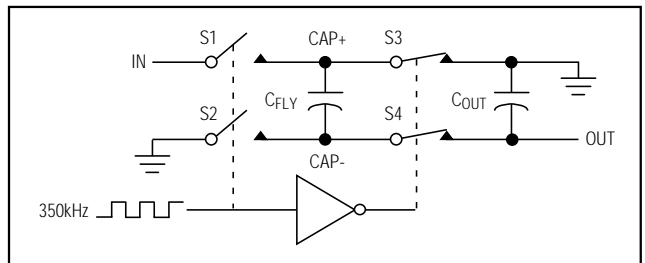 S1 CAP+ S3
IN
S2 CFLY S4 COUT
OUT
CAP-
350kHz